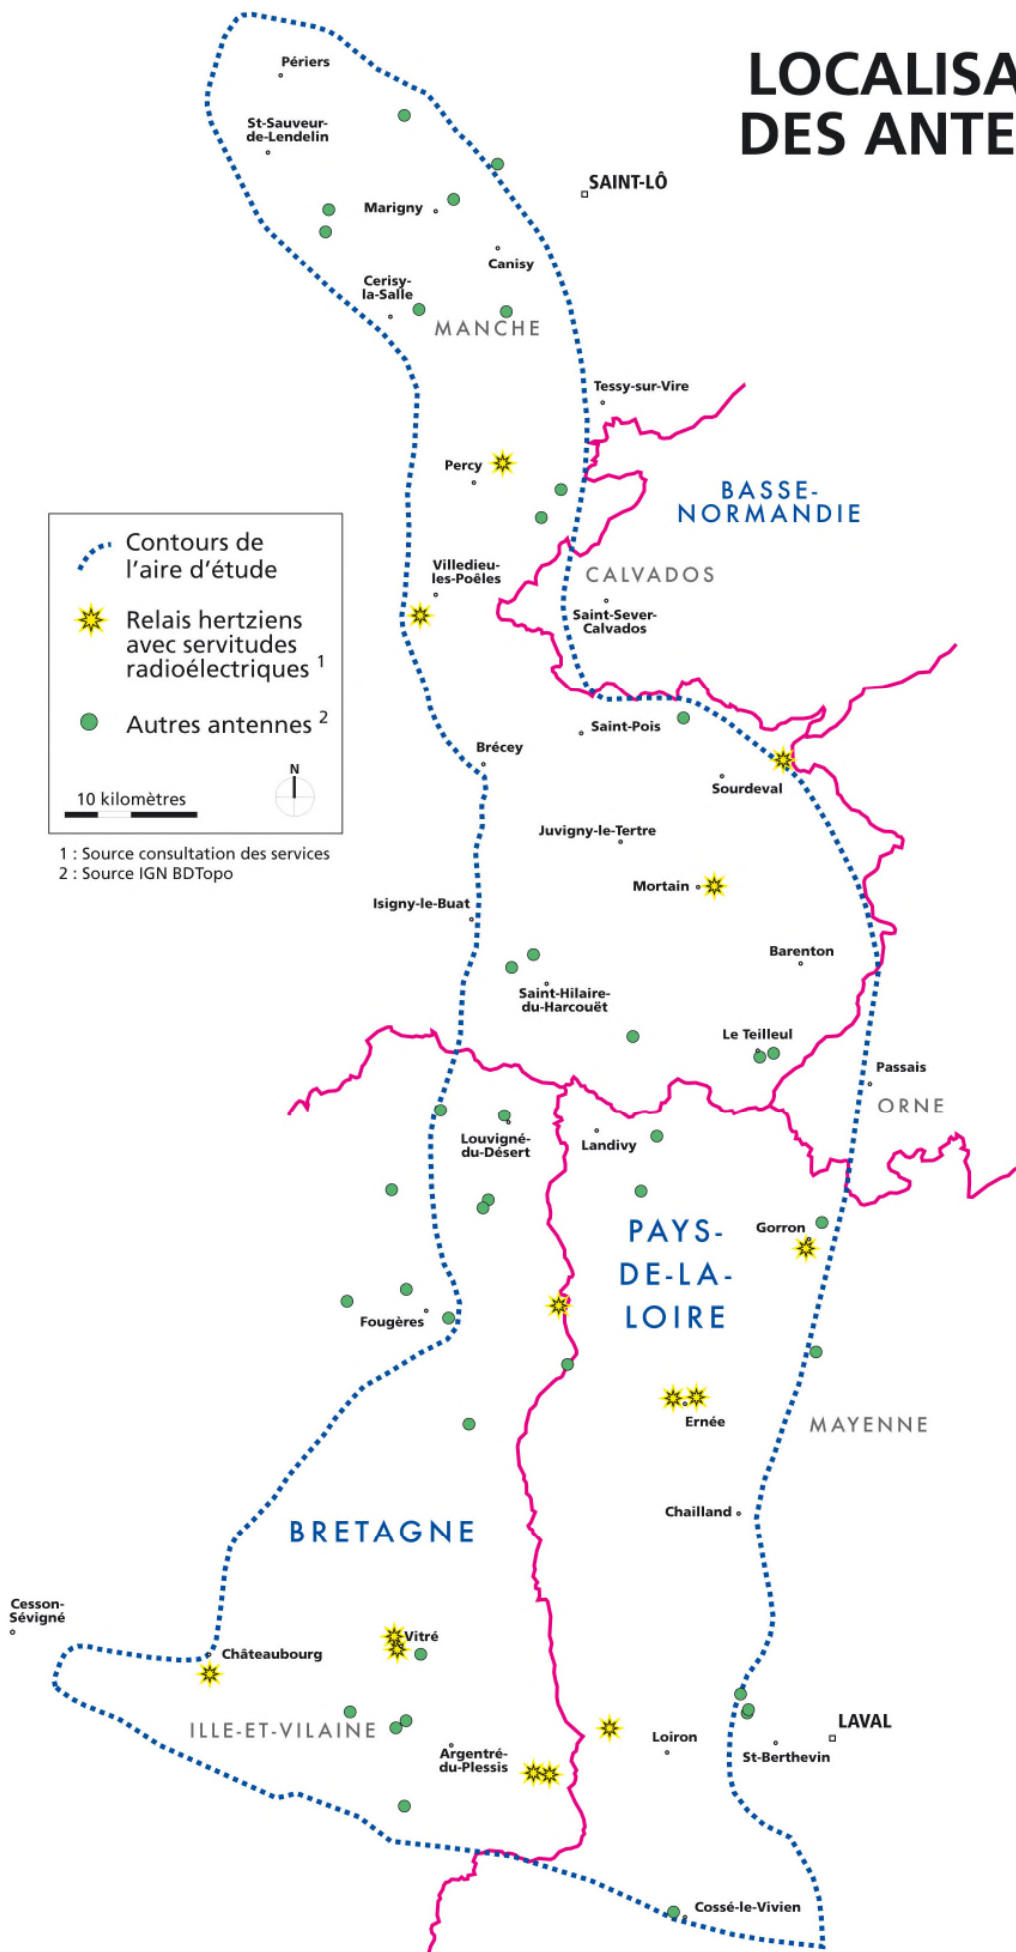 LOCALISA
DES ANTE
Périers
St-Sauveur-
de-Lendelin
SAINT-LÔ
Marigny
Canisy
Cerisy-
la-Salle
MANCHE
Tessy-sur-Vire
Percy
BASSE-
NORMANDIE
Contours de
l'aire d'étude
Relais hertziens
avec servitudes
radioélectriques 1
Autres antennes 2
N
10 kilomètres
1 : Source consultation des services
2 : Source IGN BDTopo
Villedieu-
les-Poêles
CALVADOS
Saint-Sever-
Calvados
Saint-Pois
Brécey
Sourdeval
Juvigny-le-Tertre
Mortain
Isigny-le-Buat
Barenton
Saint-Hilaire-
du-Harcouët
Le Teilleul
Passais
ORNE
Louvigné-
du-Désert
Landivy
Gorron
PAYS-
DE-LA-
LOIRE
Fougères
Ernée
MAYENNE
Chailland
BRETAGNE
Cesson-
Sévigné
Vitré
Châteaubourg
ILLE-ET-VILAINE
LAVAL
Loiron
St-Berthevin
Argentré-
du-Plessis
Cossé-le-Vivien